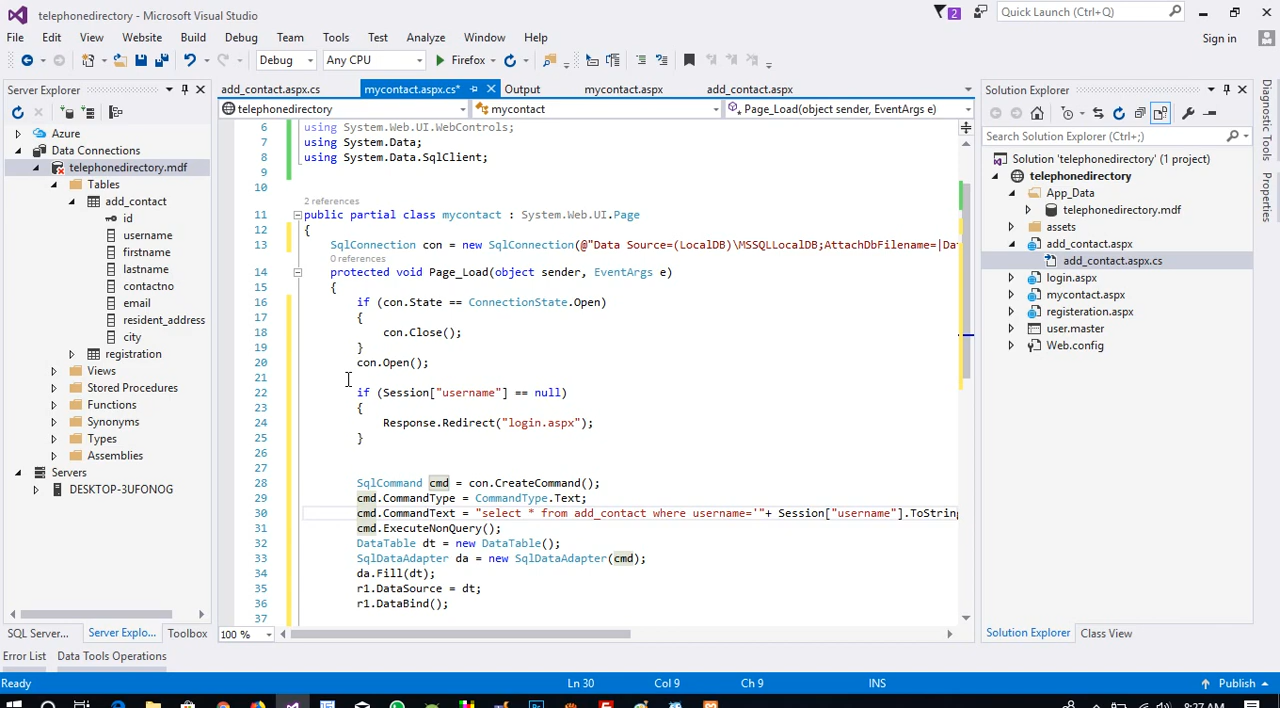 telephonedirectory - Microsoft Visual Studio
2
Quick Launch (Ctrl+Q)
File Edit View Website Build Debug Team Tools Test Analyze Window Help
Sign in
Debug Any CPU Firefox
Server Explorer
Azure
Data Connections
telephonedirectory.mdf
Tables
add_contact
id
username
firstname
lastname
contactno
email
resident_address
city
registration
Views
Stored Procedures
Functions
Synonyms
Types
Assemblies
Servers
DESKTOP-3UFONOG
SQL Server... Server Explo... Toolbox
add_contact.aspx.cs mycontact.aspx.cs* Output mycontact.aspx add_contact.aspx
telephonedirectory mycontact Page_Load(object sender, EventArgs e)
6 using System.Web.UI.WebControls;
7 using System.Data;
8 using System.Data.SqlClient;
9
10
2 references
11 public partial class mycontact : System.Web.UI.Page
12 {
13 SqlConnection con = new SqlConnection(@"Data Source=(LocalDB)\MSSQLLocalDB;AttachDbFilename=|Da
0 references
14 protected void Page_Load(object sender, EventArgs e)
15 {
16 if (con.State == ConnectionState.Open)
17 {
18 con.Close();
19 }
20 con.Open();
21
22 if (Session["username"] == null)
23 {
24 Response.Redirect("login.aspx");
25 }
26
27
28 SqlCommand cmd = con.CreateCommand();
29 cmd.CommandType = CommandType.Text;
30 cmd.CommandText = "select * from add_contact where username='"+ Session["username"].ToString
31 cmd.ExecuteNonQuery();
32 DataTable dt = new DataTable();
33 SqlDataAdapter da = new SqlDataAdapter(cmd);
34 da.Fill(dt);
35 r1.DataSource = dt;
36 r1.DataBind();
37
100 %
Solution Explorer
Search Solution Explorer (Ctrl+;)
Solution 'telephonedirectory' (1 project)
telephonedirectory
App_Data
telephonedirectory.mdf
assets
add_contact.aspx
add_contact.aspx.cs
login.aspx
mycontact.aspx
registeration.aspx
user.master
Web.config
Solution Explorer Class View
Diagnostic Tools
Properties
Error List Data Tools Operations
Ready Ln 30 Col 9 Ch 9 INS Publish
8:27 AM